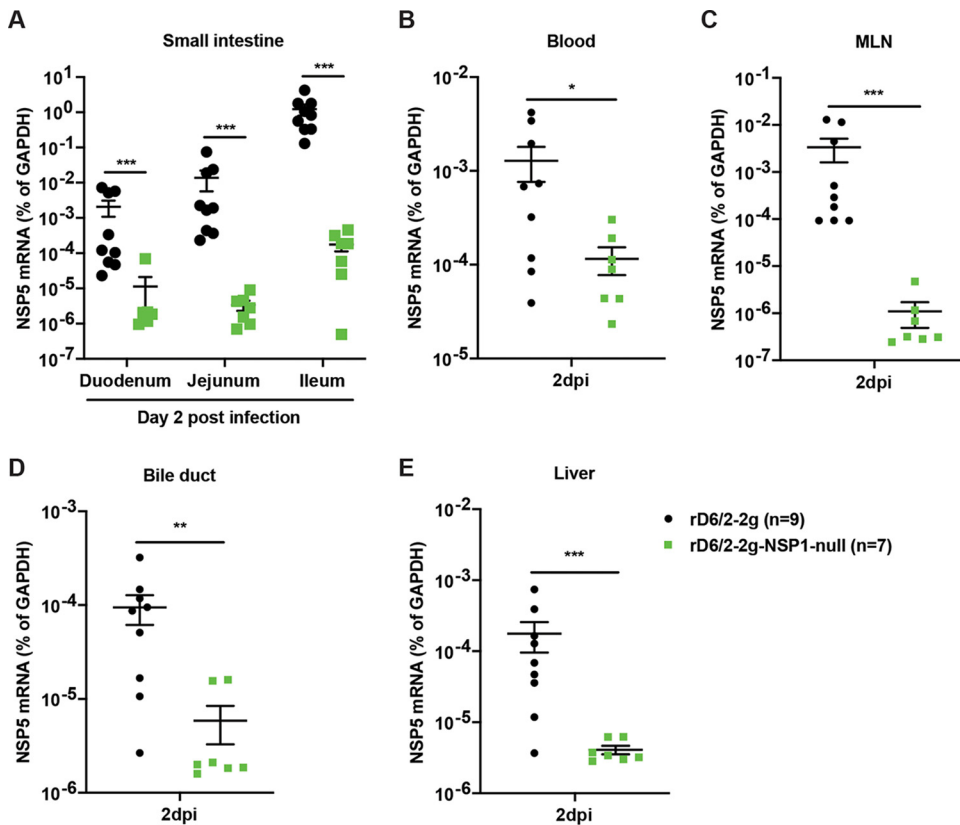 A
Small intestine
NSP5 mRNA (% of GAPDH)
10^1
10^0
10^-1
10^-2
10^-3
10^-4
10^-5
10^-6
10^-7
***
***
***
Duodenum Jejunum Ileum
Day 2 post infection
B
Blood
NSP5 mRNA (% of GAPDH)
10^-2
10^-3
10^-4
10^-5
*
2dpi
C
MLN
NSP5 mRNA (% of GAPDH)
10^-1
10^-2
10^-3
10^-4
10^-5
10^-6
10^-7
***
2dpi
D
Bile duct
NSP5 mRNA (% of GAPDH)
10^-3
10^-4
10^-5
10^-6
**
2dpi
E
Liver
NSP5 mRNA (% of GAPDH)
10^-2
10^-3
10^-4
10^-5
10^-6
***
2dpi
rD6/2-2g (n=9)
rD6/2-2g-NSP1-null (n=7)